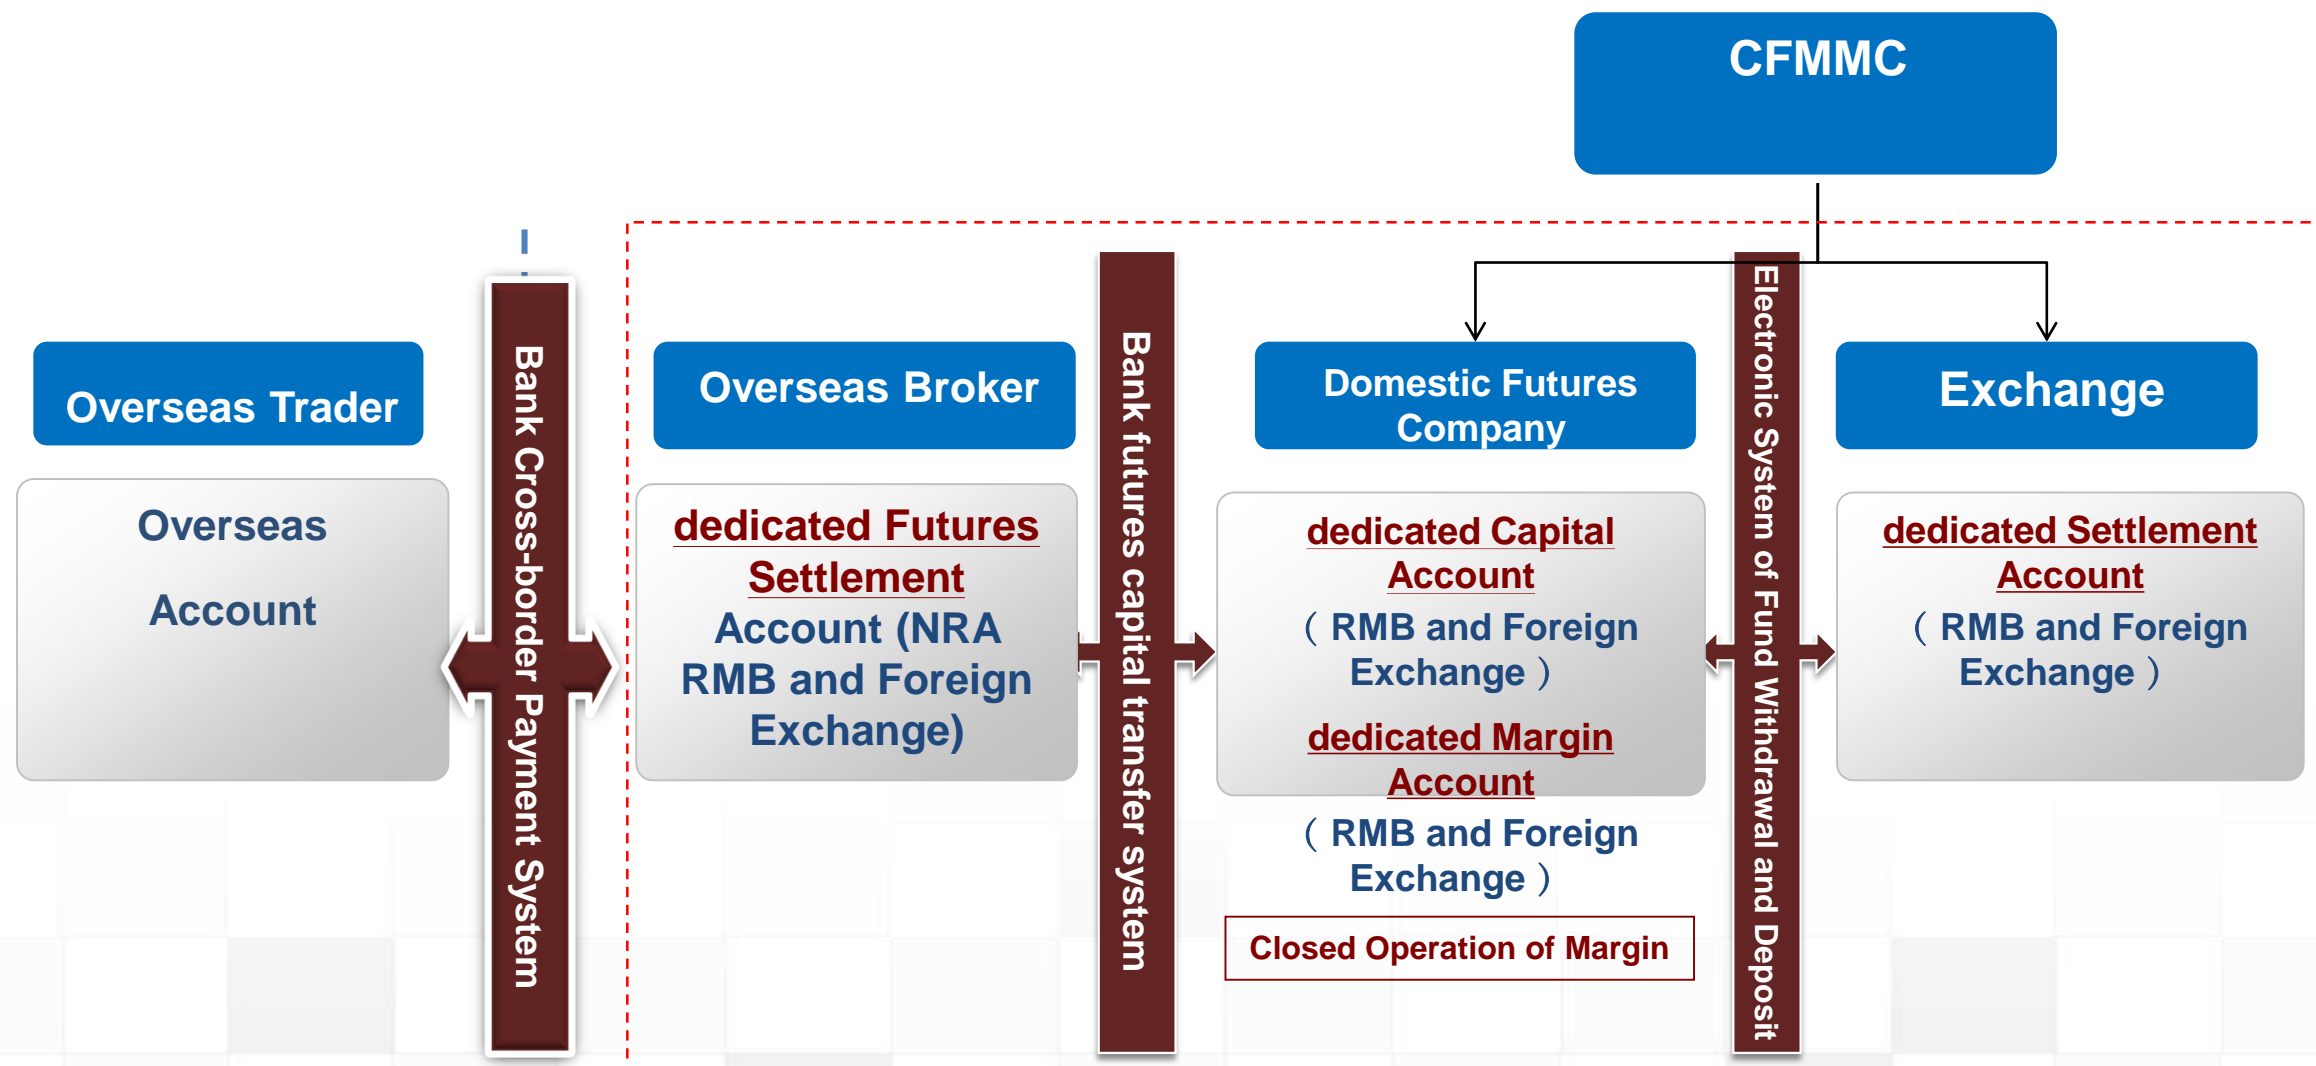 CFMMC
Overseas Trader
Overseas
Account
Bank Cross-border Payment System
Overseas Broker
dedicated Futures
Settlement
Account (NRA
RMB and Foreign
Exchange)
Bank futures capital transfer system
Domestic Futures
Company
dedicated Capital
Account
（ RMB and Foreign
Exchange ）
dedicated Margin
Account
（ RMB and Foreign
Exchange ）
Closed Operation of Margin
Electronic System of Fund Withdrawal and Deposit
Exchange
dedicated Settlement
Account
（ RMB and Foreign
Exchange ）